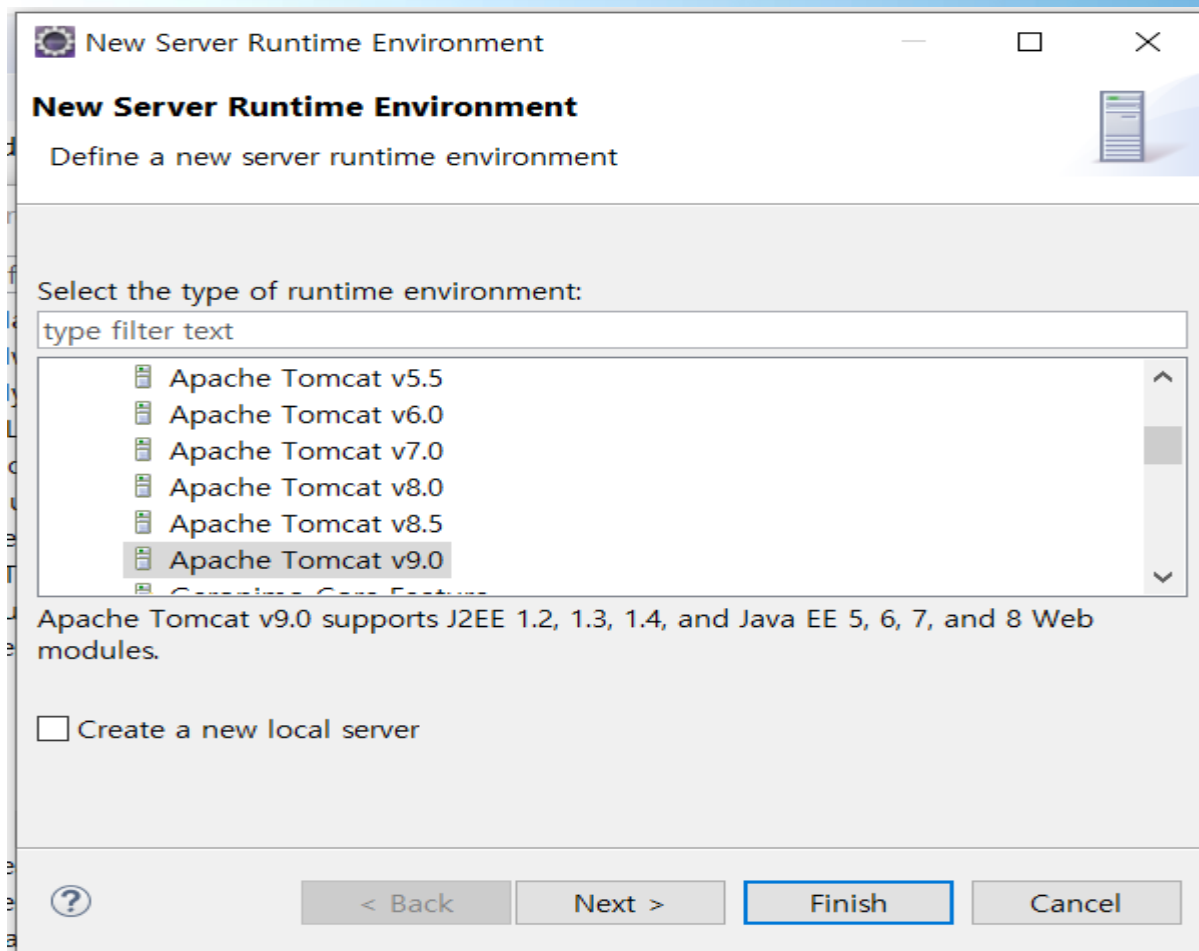 New Server Runtime Environment
New Server Runtime Environment
Define a new server runtime environment
Select the type of runtime environment:
type filter text
Apache Tomcat v5.5
Apache Tomcat v6.0
Apache Tomcat v7.0
Apache Tomcat v8.0
Apache Tomcat v8.5
Apache Tomcat v9.0
Apache Tomcat v9.0 supports J2EE 1.2, 1.3, 1.4, and Java EE 5, 6, 7, and 8 Web
modules.
Create a new local server
< Back
Next >
Finish
Cancel